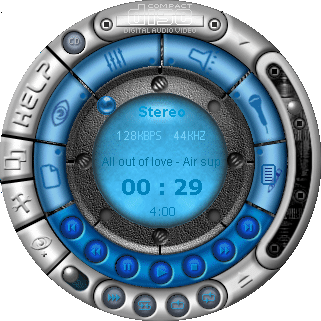 COMPACT
disc
DIGITAL AUDIO VIDEO
CD
HELP
Stereo
128KBPS 44KHZ
All out of love - Air sup
00 : 29
4:00